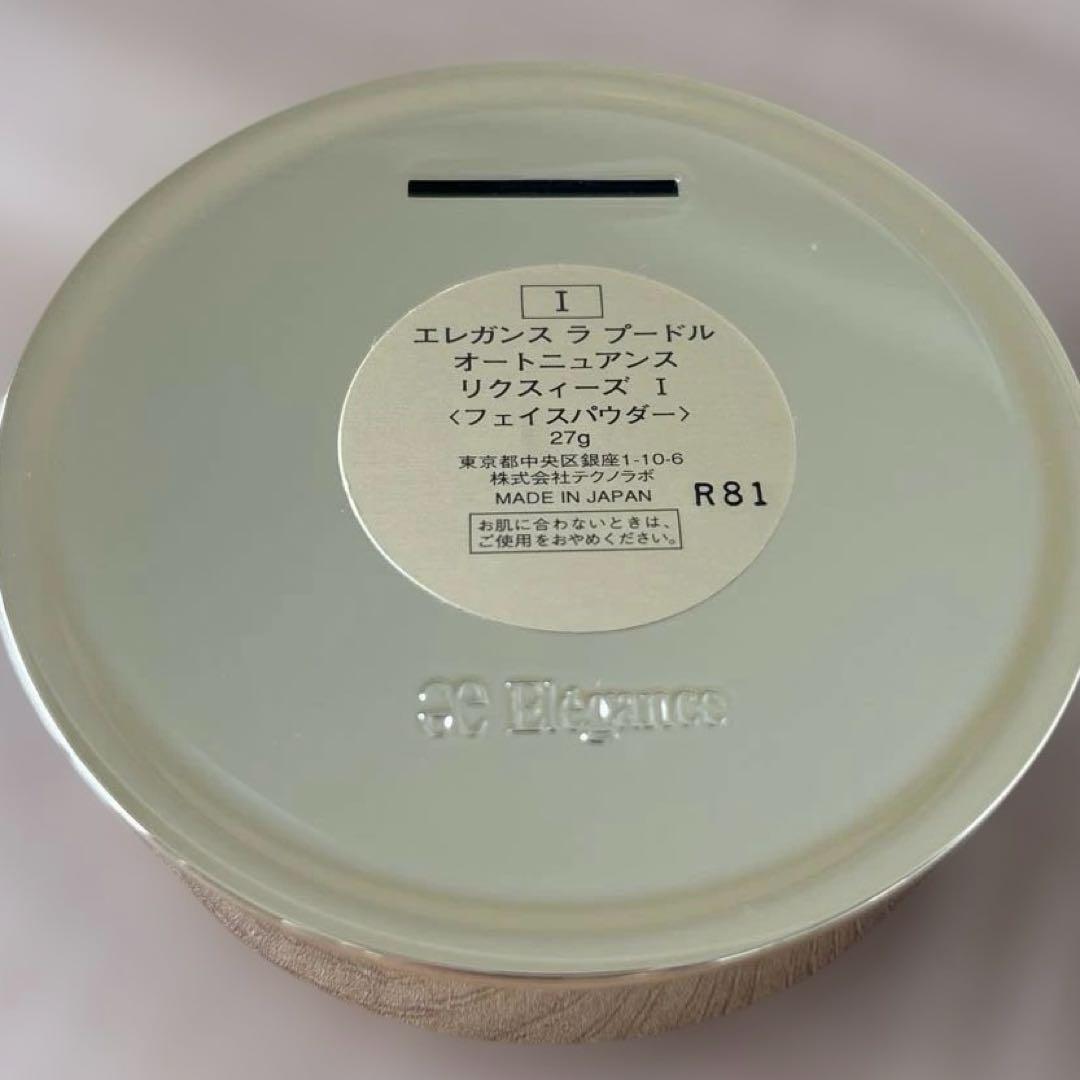 I
エレガンス ラ プードル
オートニュアンス
リクスィーズ I
〈フェイスパウダー〉
27g
東京都中央区銀座1-10-6
株式会社テクノラボ
MADE IN JAPAN
R81
お肌に合わないときは、
ご使用をおやめください。
Elégance